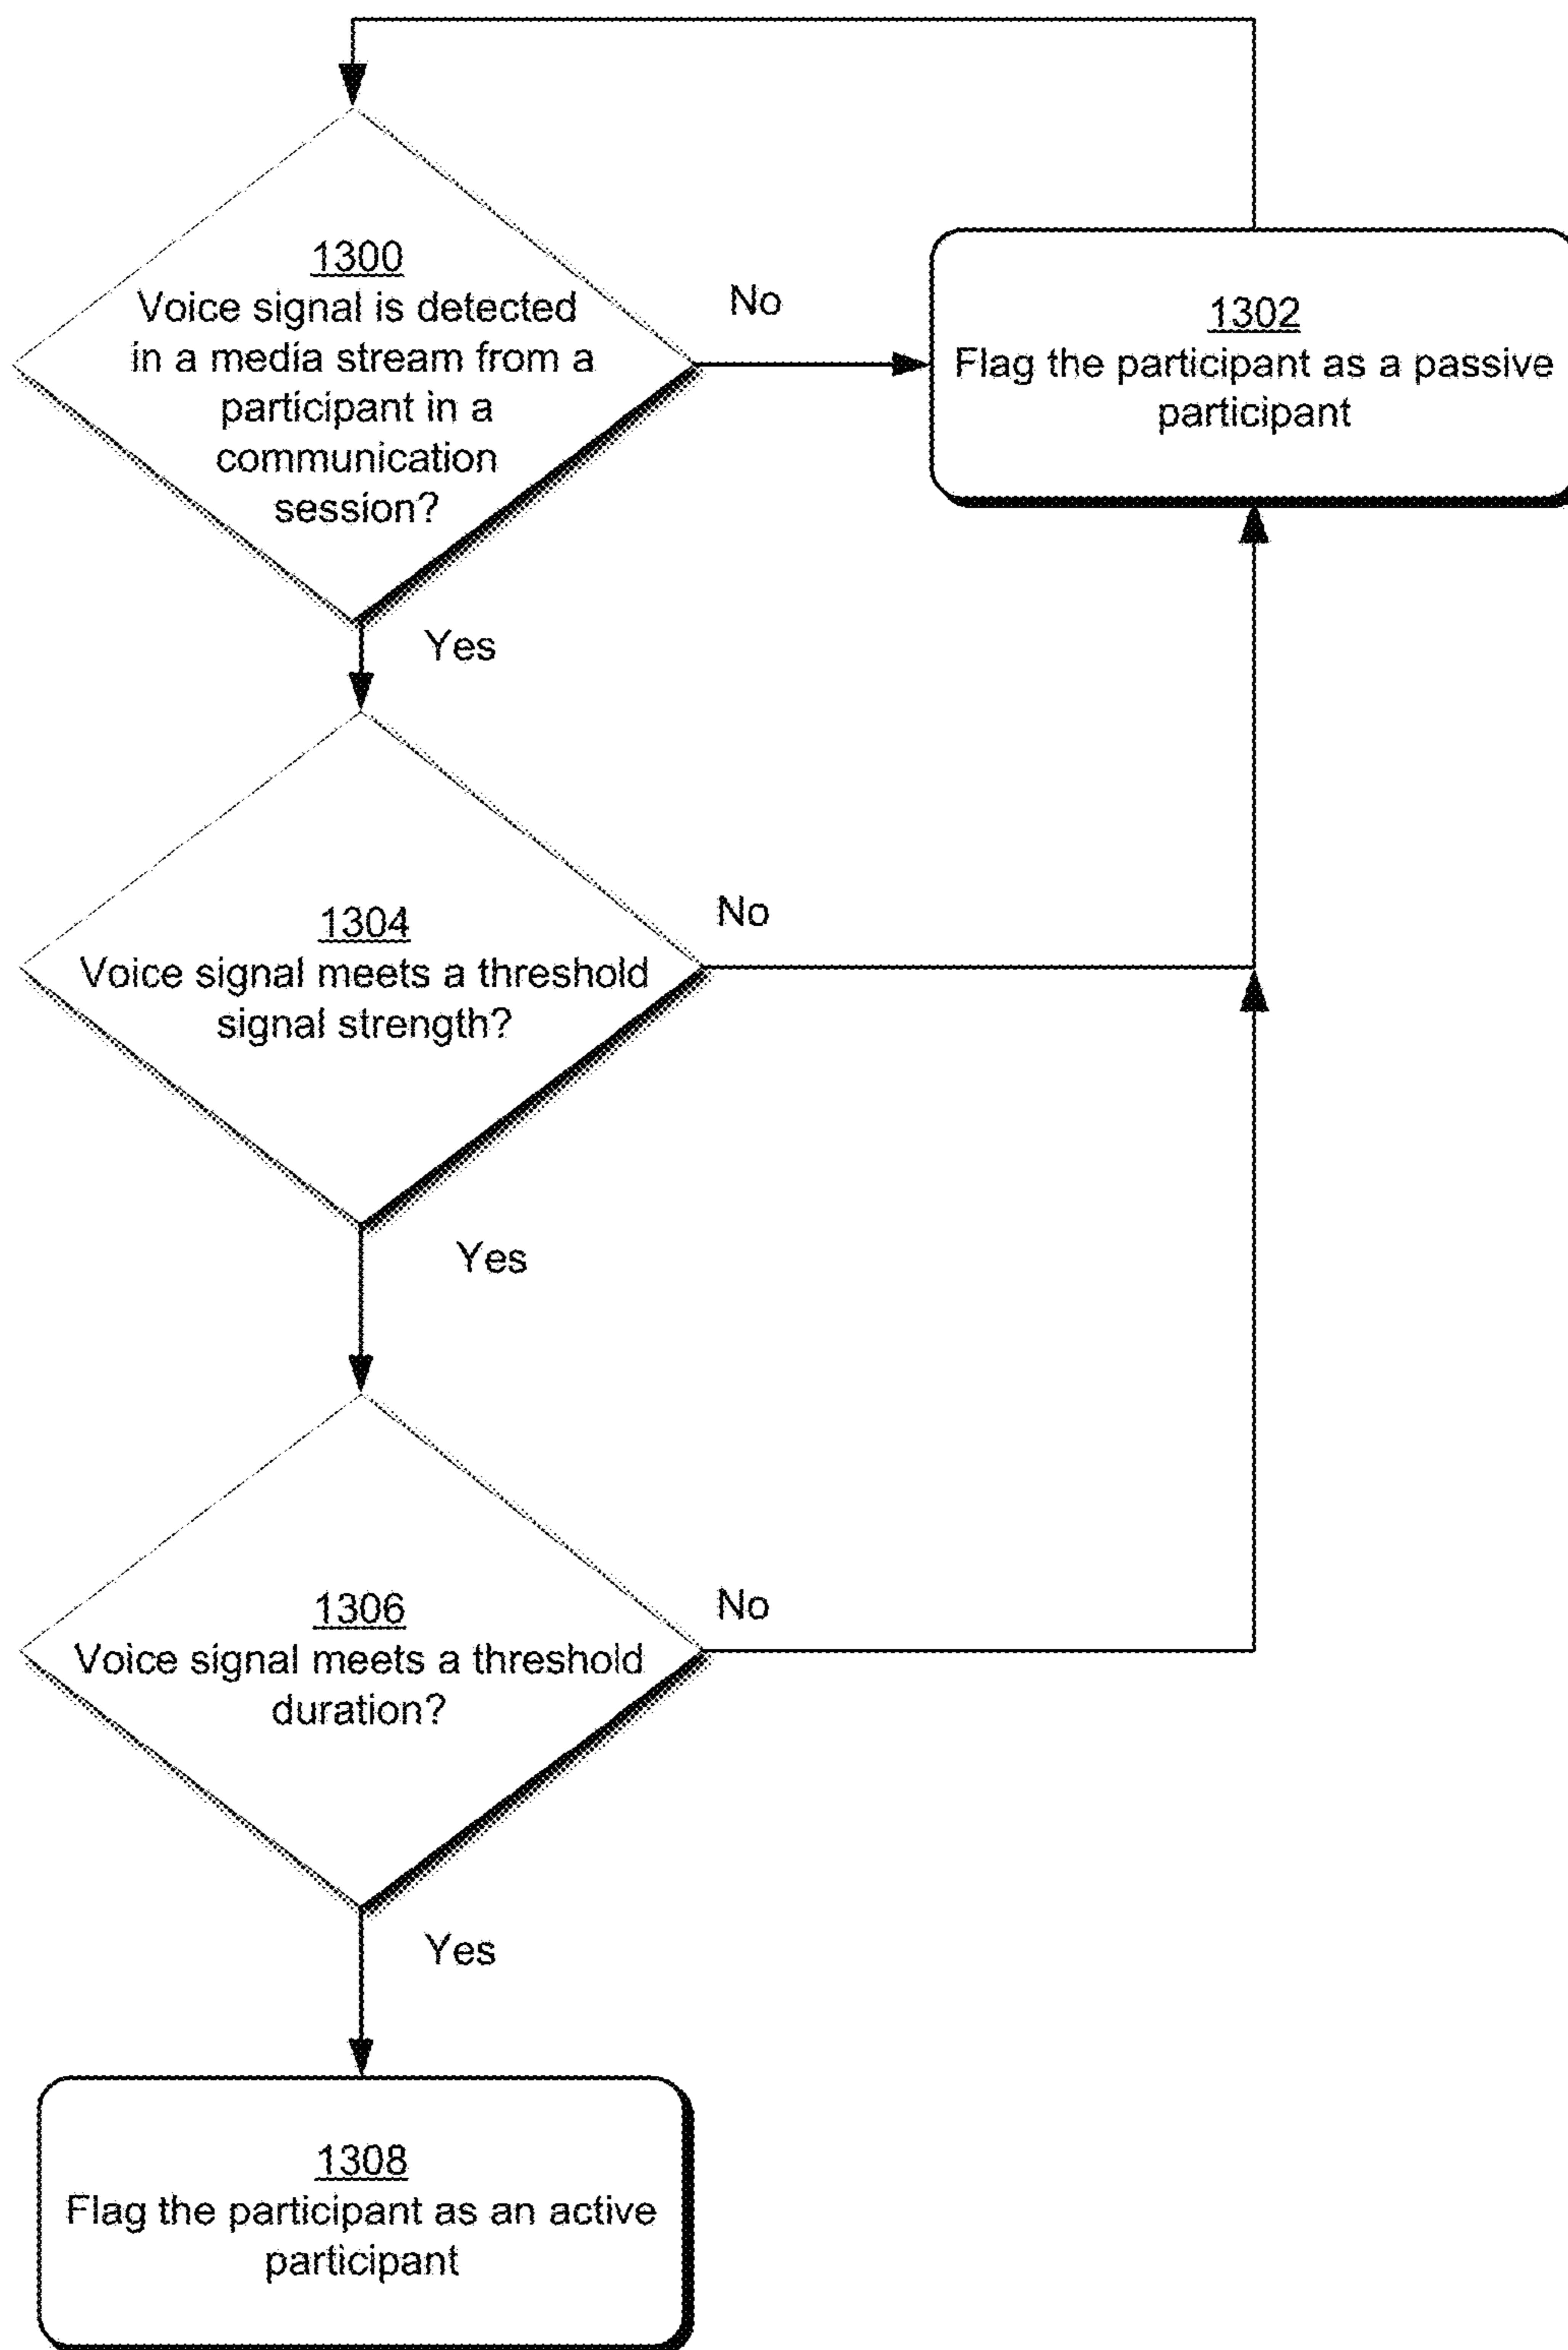 1300
Voice signal is detected
in a media stream from a
participant in a
communication
session?
No
1302
Flag the participant as a passive
participant
Yes
1304
Voice signal meets a threshold
signal strength?
No
Yes
1306
Voice signal meets a threshold
duration?
No
Yes
1308
Flag the participant as an active
participant